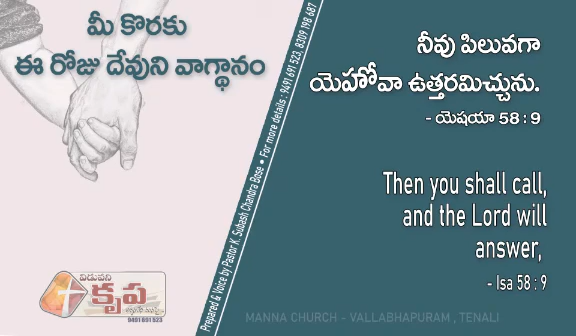 మీ కొరకు
ఈ రోజు దేవుని వాగ్థానం
నీవు పిలువగా
యెహోవా ఉత్తరమిచ్చును.
- యెషయా 58 : 9
Then you shall call,
and the Lord will
answer,
- Isa 58 : 9
Prepared & Voice by Pastor K. Subash Chandra Bose • For more details : 9491 691 523, 8309 198 687
విడువని
కృప
9491 691 523
MANNA CHURCH - VALLABHAPURAM , TENALI